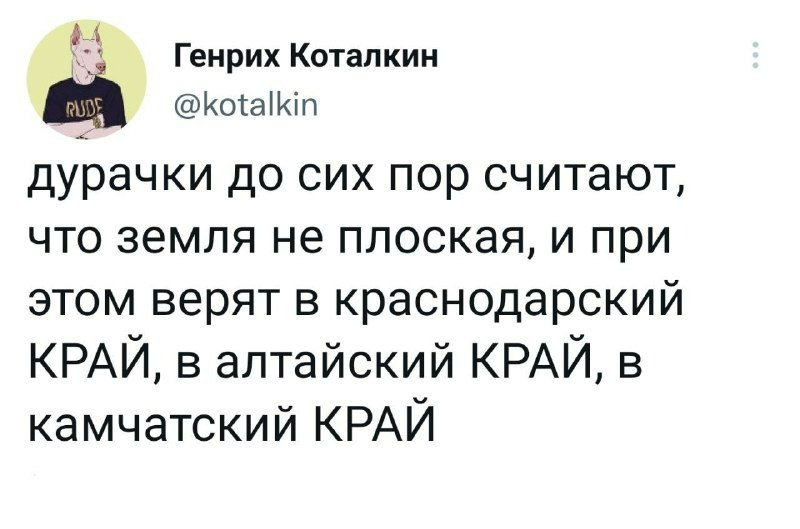 Генрих Коталкин
@kotalkin
RUDE
дурачки до сих пор считают,
что земля не плоская, и при
этом верят в краснодарский
КРАЙ, в алтайский КРАЙ, в
камчатский КРАЙ